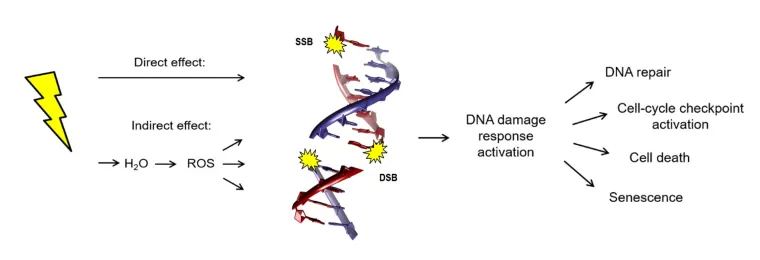 Direct effect:
Indirect effect:
H₂O
ROS
SSB
DSB
DNA damage
response
activation
DNA repair
Cell-cycle checkpoint
activation
Cell death
Senescence